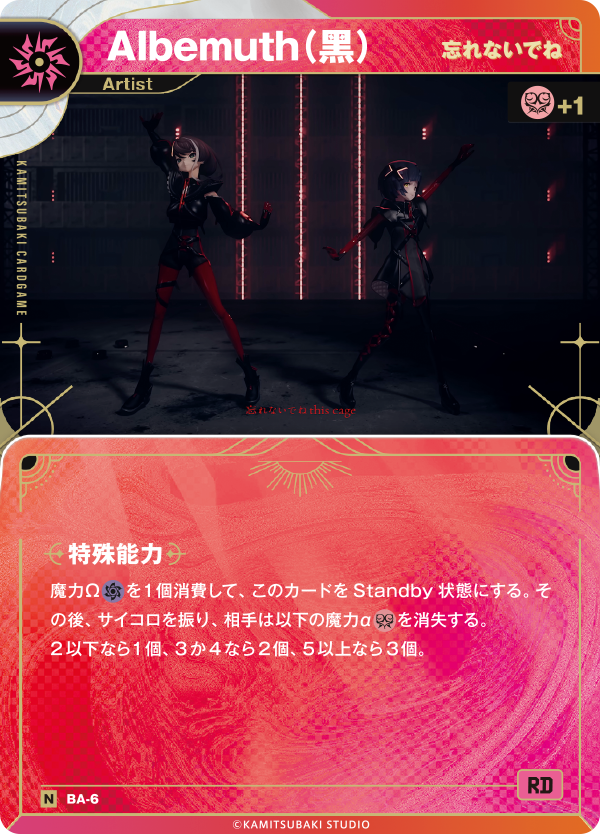 Albemuth（黒）
忘れないでね
Artist
+1
KAMITSUBAKI CARDGAME
忘れないでね this cage
特殊能力
魔力Ωを1個消費して、このカードをStandby状態にする。そ
の後、サイコロを振り、相手は以下の魔力αを消失する。
2以下なら1個、3か4なら2個、5以上なら3個。
RD
N BA-6
©KAMITSUBAKI STUDIO